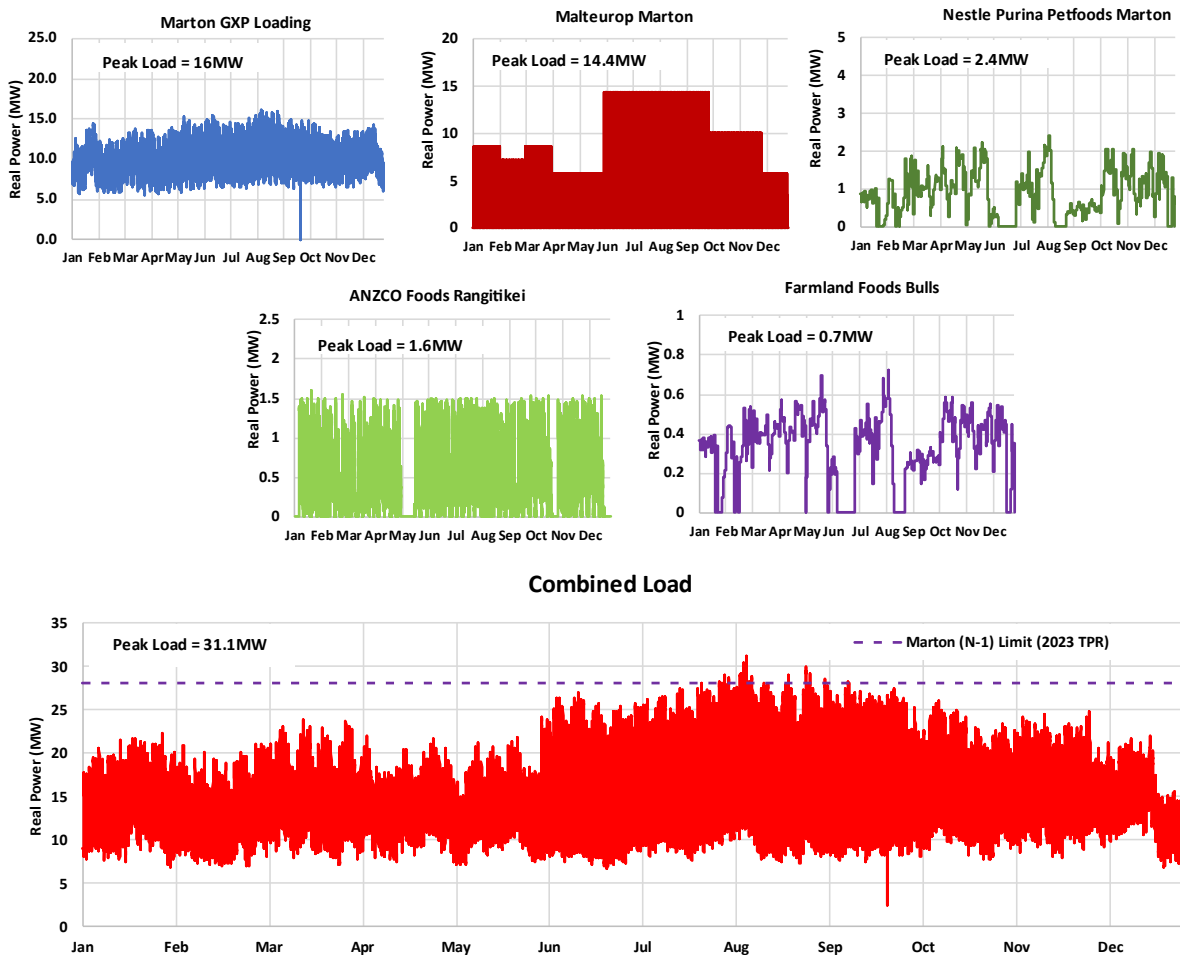 Marton GXP Loading
25.0
20.0
15.0
10.0
5.0
0.0
Real Power (MW)
Peak Load = 16MW
Jan Feb Mar Apr May Jun Jul Aug Sep Oct Nov Dec
Malteurop Marton
20
15
10
5
0
Real Power (MW)
Peak Load = 14.4MW
Jan Feb Mar Apr May Jun Jul Aug Sep Oct Nov Dec
Nestle Purina Petfoods Marton
5
4
3
2
1
0
Real Power (MW)
Peak Load = 2.4MW
Jan Feb Mar Apr May Jun Jul Aug Sep Oct Nov Dec
ANZCO Foods Rangitikei
2.5
2
1.5
1
0.5
0
Real Power (MW)
Peak Load = 1.6MW
Jan Feb Mar Apr May Jun Jul Aug Sep Oct Nov Dec
Farmland Foods Bulls
1
0.8
0.6
0.4
0.2
0
Real Power (MW)
Peak Load = 0.7MW
Jan Feb Mar Apr May Jun Jul Aug Sep Oct Nov Dec
Combined Load
35
30
25
20
15
10
5
0
Real Power (MW)
Peak Load = 31.1MW
Marton (N-1) Limit (2023 TPR)
Jan Feb Mar Apr May Jun Jul Aug Sep Oct Nov Dec